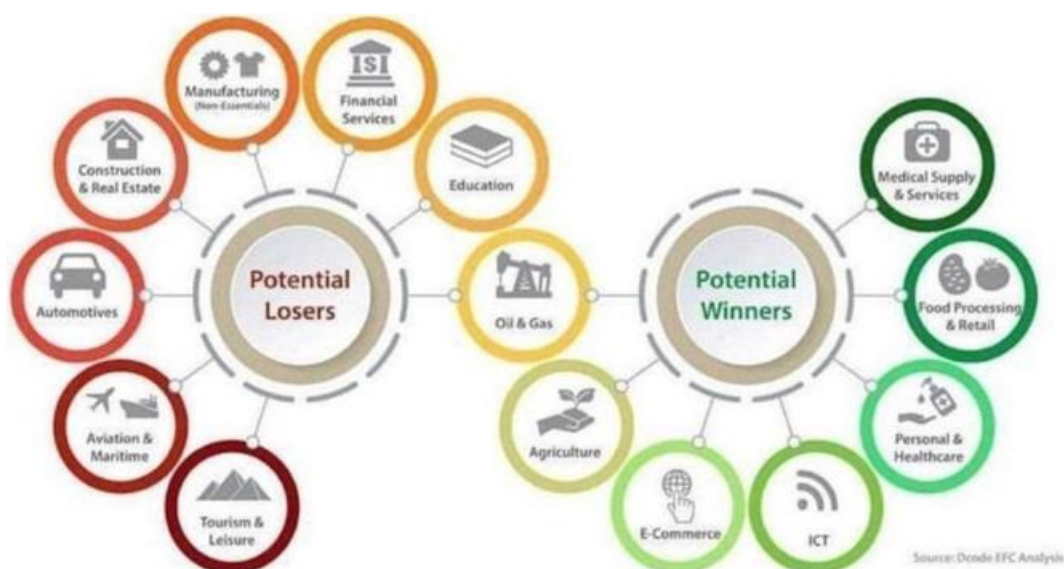 Manufacturing
(Non-Essentials)
Financial
Services
Construction
& Real Estate
Education
Automotives
Potential
Losers
Oil & Gas
Aviation &
Maritime
Tourism &
Leisure
Potential
Winners
Medical Supply
& Services
Food Processing
& Retail
Personal &
Healthcare
Agriculture
E-Commerce
ICT
Source: Dcode EFC Analysis